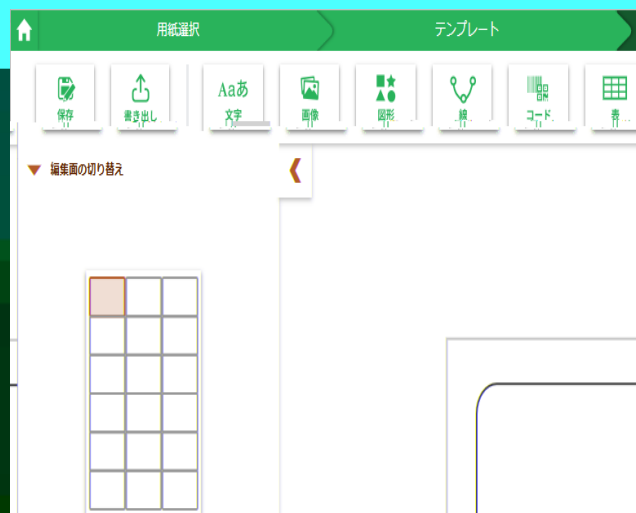 用紙選択
テンプレート
保存
書き出し
Aaあ
文字
画像
図形
線
コード
表
編集面の切り替え